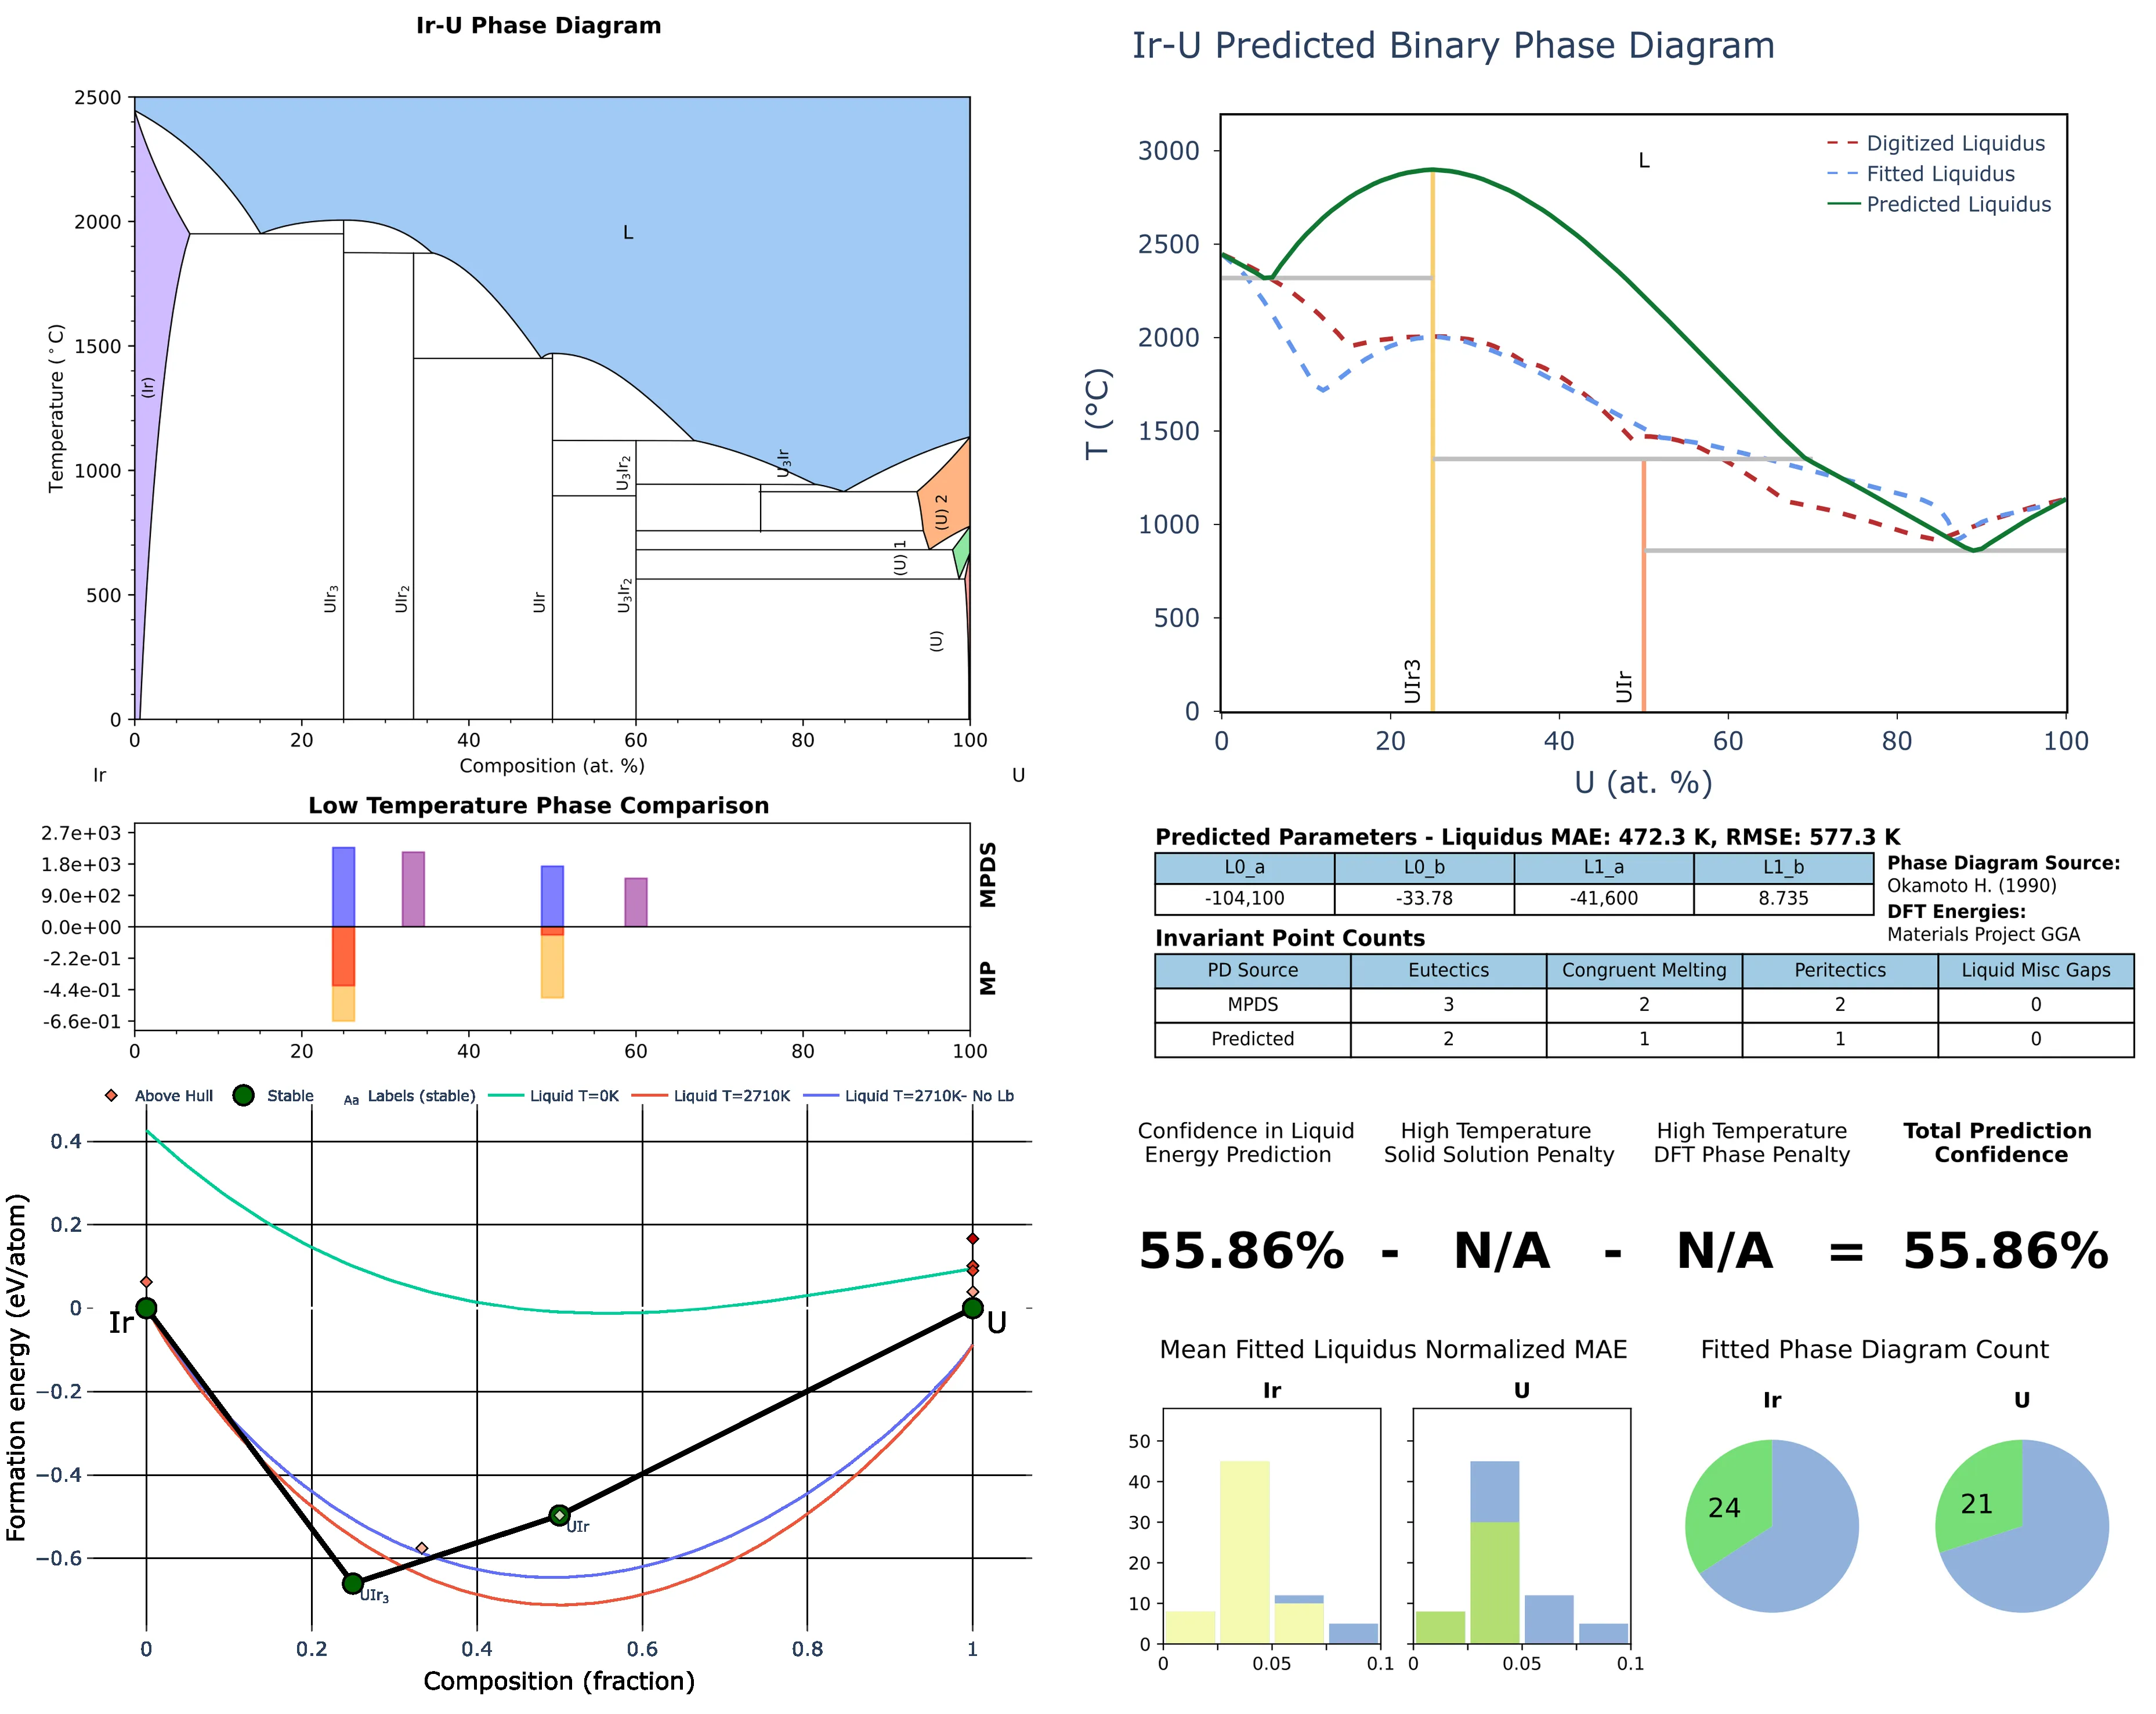 Ir-U Phase Diagram
2500
2000
1500
1000
500
0
Temperature (°C)
L
(Ir)
UIr3
UIr2
UIr
U3Ir2
U3Ir2
U3Ir
(U) 2
(U) 1
(U)
0 20 40 60 80 100
Composition (at. %)
Ir U
Low Temperature Phase Comparison
2.7e+03
1.8e+03
9.0e+02
0.0e+00
-2.2e-01
-4.4e-01
-6.6e-01
MPDS
MP
0 20 40 60 80 100
Above Hull Stable Aa Labels (stable) Liquid T=0K Liquid T=2710K Liquid T=2710K- No Lb
0.4
0.2
0
−0.2
−0.4
−0.6
Formation energy (eV/atom)
Ir
U
UIr
UIr3
0 0.2 0.4 0.6 0.8 1
Composition (fraction)
Ir-U Predicted Binary Phase Diagram
3000
2500
2000
1500
1000
500
0
T (°C)
L
Digitized Liquidus
Fitted Liquidus
Predicted Liquidus
UIr3
UIr
0 20 40 60 80 100
U (at. %)
Predicted Parameters - Liquidus MAE: 472.3 K, RMSE: 577.3 K
L0_a L0_b L1_a L1_b
-104,100 -33.78 -41,600 8.735
Phase Diagram Source:
Okamoto H. (1990)
DFT Energies:
Materials Project GGA
Invariant Point Counts
PD Source Eutectics Congruent Melting Peritectics Liquid Misc Gaps
MPDS 3 2 2 0
Predicted 2 1 1 0
Confidence in Liquid
Energy Prediction
High Temperature
Solid Solution Penalty
High Temperature
DFT Phase Penalty
Total Prediction
Confidence
55.86% - N/A - N/A = 55.86%
Mean Fitted Liquidus Normalized MAE
Ir
U
50
40
30
20
10
0
0 0.05 0.1
0 0.05 0.1
Fitted Phase Diagram Count
Ir
U
24
21